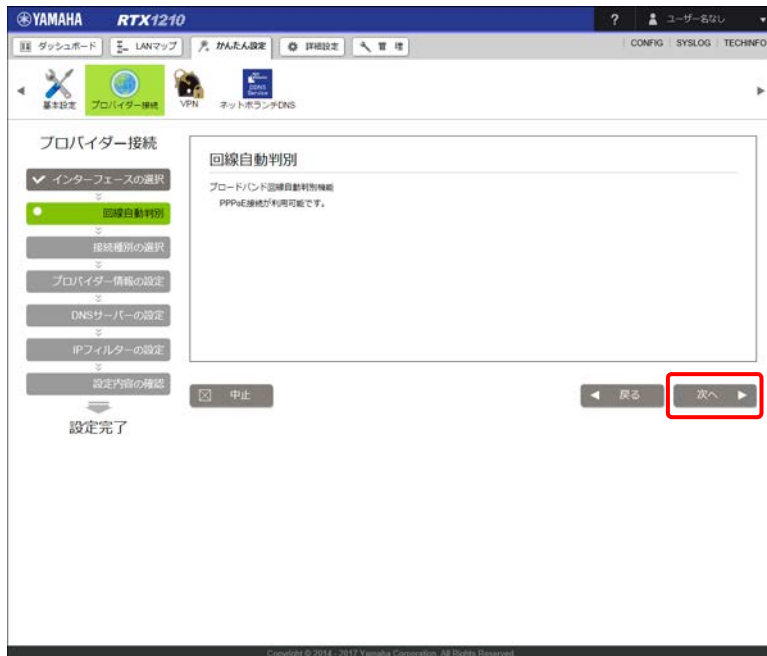 YAMAHA RTX1210 ? ユーザー名なし
ダッシュボード LANマップ かんたん設定 詳細設定 管理 CONFIG SYSLOG TECHINFO
基本設定 プロバイダー接続 VPN ネットボランチDNS
プロバイダー接続
インターフェースの選択
回線自動判別
接続種別の選択
プロバイダー情報の設定
DNSサーバーの設定
IPフィルターの設定
設定内容の確認
設定完了
回線自動判別
ブロードバンド回線自動判別機能
PPPoE接続が利用可能です。
中止 戻る 次へ
Copyright © 2014 - 2017 Yamaha Corporation. All Rights Reserved.